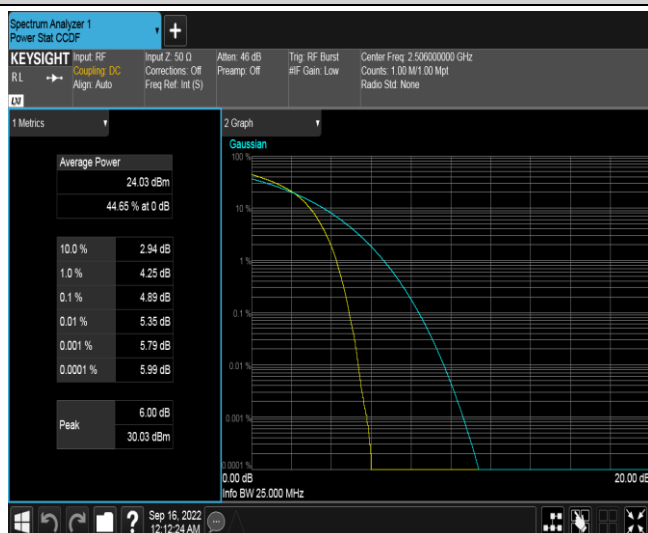 Spectrum Analyzer 1
Power Stat CCDF
+
KEYSIGHT
RL
LXI
Input: RF
Coupling: DC
Align: Auto
Input Z: 50 Ω
Corrections: Off
Freq Ref: Int (S)
Atten: 46 dB
Preamp: Off
Trig: RF Burst
#IF Gain: Low
Center Freq: 2.506000000 GHz
Counts: 1.00 M/1.00 Mpt
Radio Std: None
1 Metrics
Average Power
24.03 dBm
44.65 % at 0 dB
10.0 % 2.94 dB
1.0 % 4.25 dB
0.1 % 4.89 dB
0.01 % 5.35 dB
0.001 % 5.79 dB
0.0001 % 5.99 dB
Peak
6.00 dB
30.03 dBm
2 Graph
Gaussian
100 %
10 %
1 %
0.1 %
0.01 %
0.001 %
0.0001 %
0.00 dB
20.00 dB
Info BW 25.000 MHz
?
Sep 16, 2022
12:12:24 AM